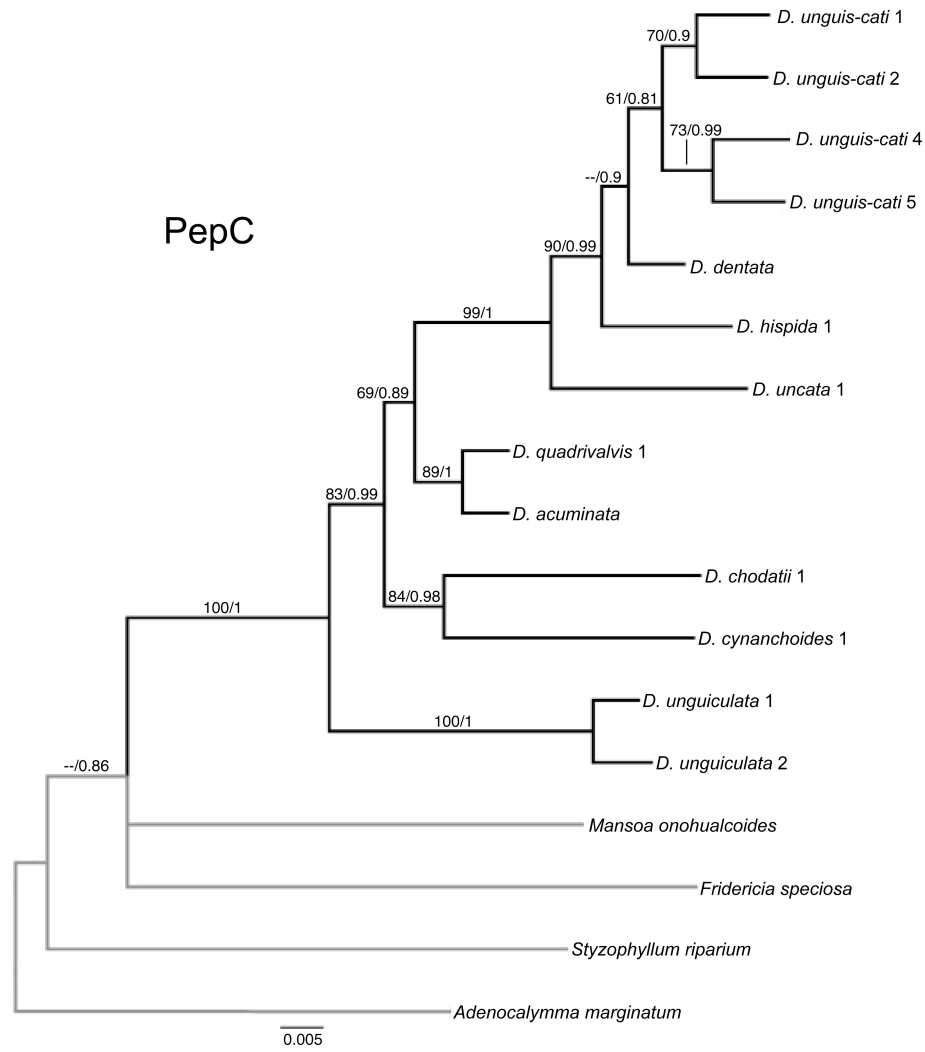 D. unguis-cati 1
70/0.9
D. unguis-cati 2
61/0.81
73/0.99
D. unguis-cati 4
--/0.9
D. unguis-cati 5
PepC
90/0.99
D. dentata
99/1
D. hispida 1
D. uncata 1
69/0.89
D. quadrivalvis 1
89/1
83/0.99
D. acuminata
D. chodatii 1
84/0.98
100/1
D. cynanchoides 1
D. unguiculata 1
100/1
D. unguiculata 2
--/0.86
Mansoa onohualcoides
Fridericia speciosa
Styzophyllum riparium
Adenocalymma marginatum
0.005